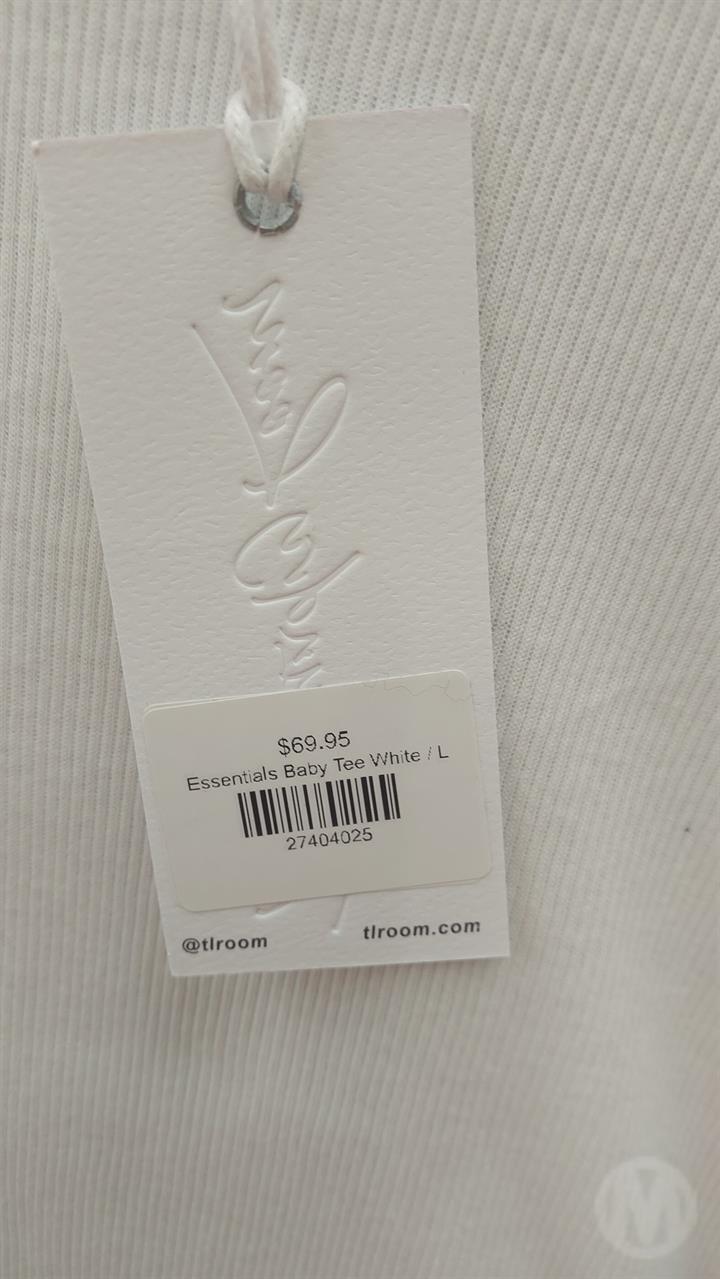 $69.95
Essentials Baby Tee White / L
27404025
@tlroom
tlroom.com
M